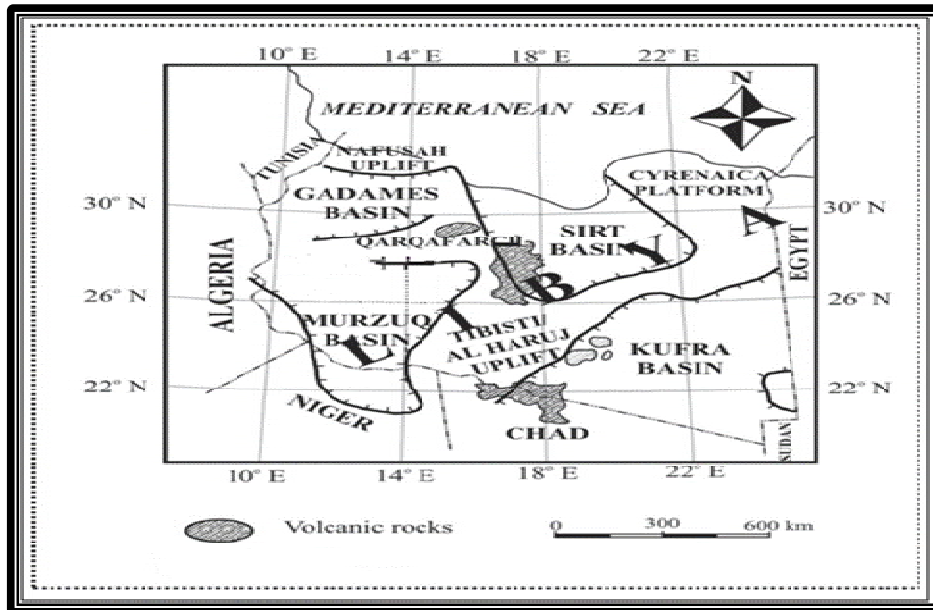 10° E 14° E 18° E 22° E
N
MEDITERRANEAN SEA
TUNISIA
NAFUSAH
UPLIFT
CYRENAICA
PLATFORM
GADAMES
BASIN
30° N
30° N
SIRT
BASIN
QARQAF ARCH
ALGERIA
EGYPT
L I B Y A
26° N
26° N
MURZUQ
BASIN
TIBISTI/
AL HARUJ
UPLIFT
KUFRA
BASIN
22° N
22° N
NIGER
CHAD
SUDAN
10° E 14° E 18° E 22° E
Volcanic rocks
0 300 600 km